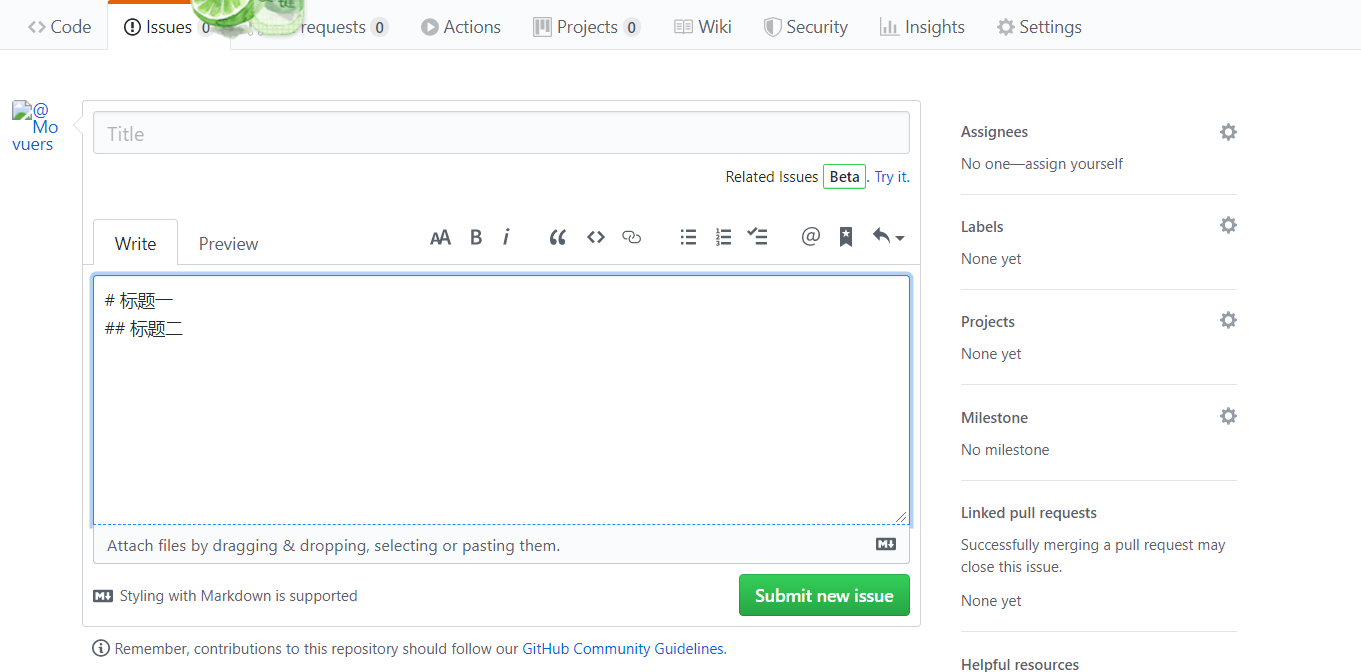 Code Issues 0 requests 0 Actions Projects 0 Wiki Security Insights Settings
@Movuers
Title
Related Issues Beta. Try it.
Write Preview
# 标题一
## 标题二
Attach files by dragging & dropping, selecting or pasting them.
Styling with Markdown is supported
Submit new issue
Remember, contributions to this repository should follow our GitHub Community Guidelines.
Assignees
No one—assign yourself
Labels
None yet
Projects
None yet
Milestone
No milestone
Linked pull requests
Successfully merging a pull request may
close this issue.
None yet
Helpful resources